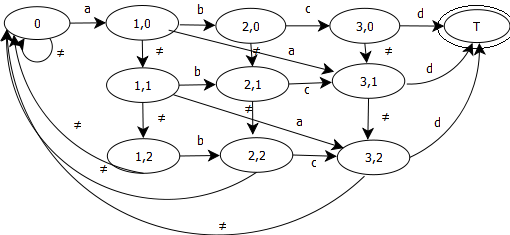 a b c d
0 1,0 2,0 3,0 T
≠ ≠ ≠ a ≠
1,1 b 2,1 c 3,1 d
≠ ≠ ≠ a ≠ d
1,2 b 2,2 c 3,2
≠
≠